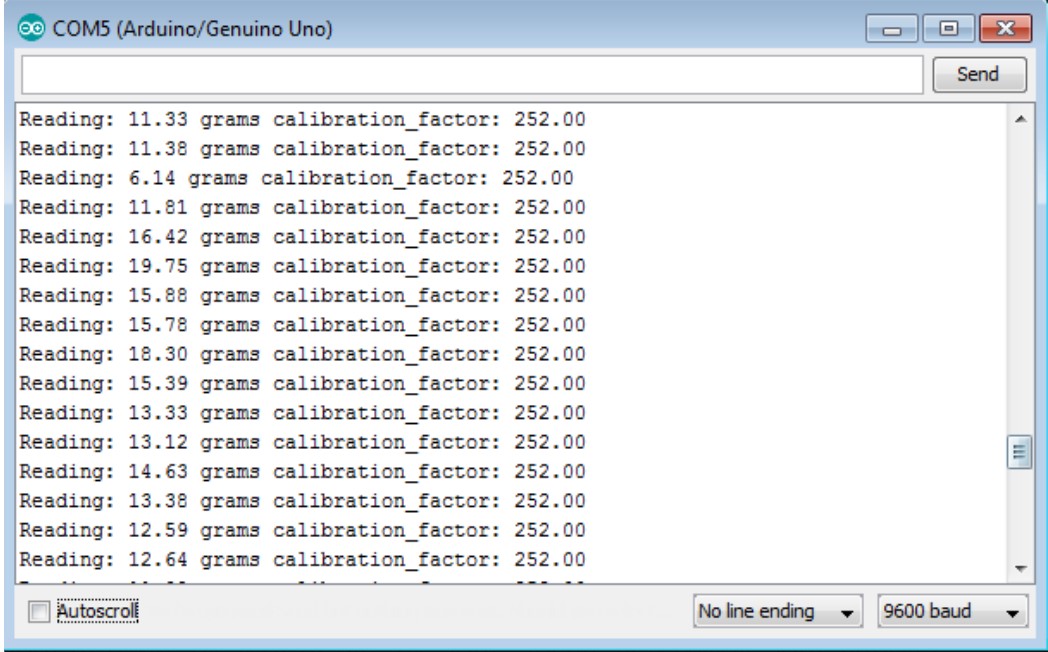 COM5 (Arduino/Genuino Uno)
Send
Reading: 11.33 grams calibration_factor: 252.00
Reading: 11.38 grams calibration_factor: 252.00
Reading: 6.14 grams calibration_factor: 252.00
Reading: 11.81 grams calibration_factor: 252.00
Reading: 16.42 grams calibration_factor: 252.00
Reading: 19.75 grams calibration_factor: 252.00
Reading: 15.88 grams calibration_factor: 252.00
Reading: 15.78 grams calibration_factor: 252.00
Reading: 18.30 grams calibration_factor: 252.00
Reading: 15.39 grams calibration_factor: 252.00
Reading: 13.33 grams calibration_factor: 252.00
Reading: 13.12 grams calibration_factor: 252.00
Reading: 14.63 grams calibration_factor: 252.00
Reading: 13.38 grams calibration_factor: 252.00
Reading: 12.59 grams calibration_factor: 252.00
Reading: 12.64 grams calibration_factor: 252.00
Autoscroll No line ending 9600 baud